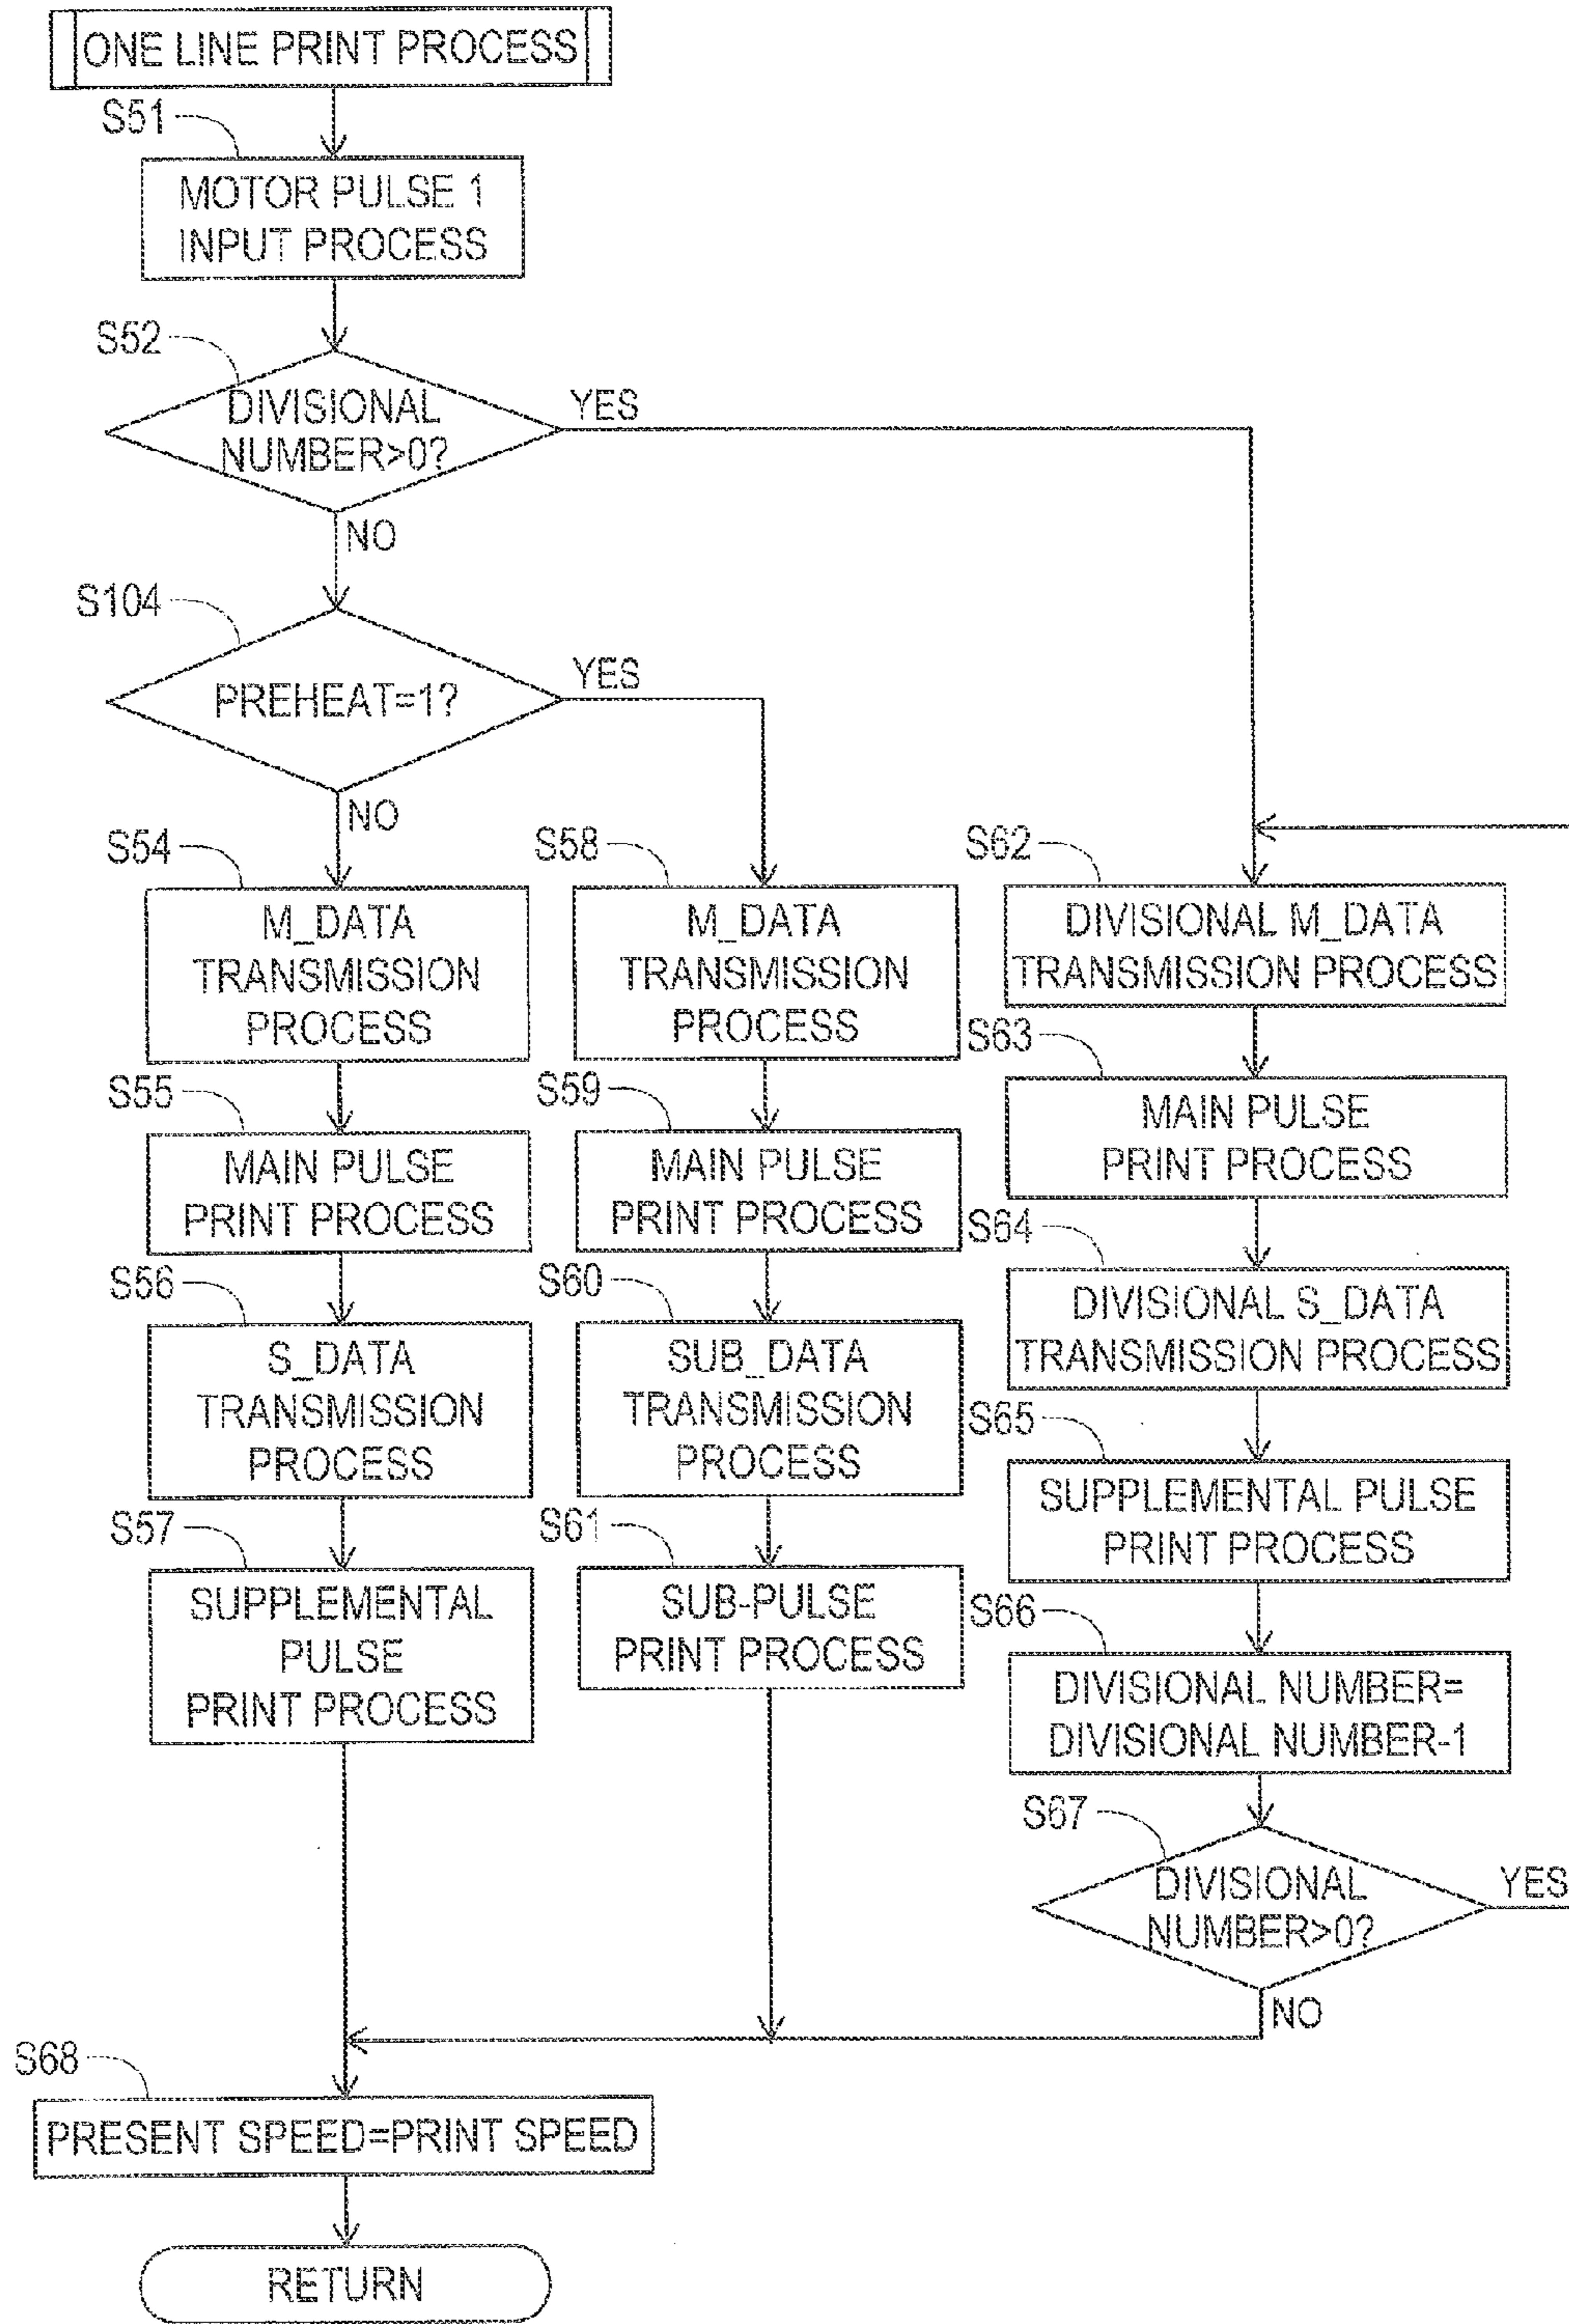 ONE LINE PRINT PROCESS
S51
MOTOR PULSE 1
INPUT PROCESS
S52
DIVISIONAL
NUMBER>0?
YES
NO
S104
PREHEAT=1?
YES
NO
S54
M_DATA
TRANSMISSION
PROCESS
S55
MAIN PULSE
PRINT PROCESS
S56
S_DATA
TRANSMISSION
PROCESS
S57
SUPPLEMENTAL
PULSE
PRINT PROCESS
S58
M_DATA
TRANSMISSION
PROCESS
S59
MAIN PULSE
PRINT PROCESS
S60
SUB_DATA
TRANSMISSION
PROCESS
S61
SUB-PULSE
PRINT PROCESS
S62
DIVISIONAL M_DATA
TRANSMISSION PROCESS
S63
MAIN PULSE
PRINT PROCESS
S64
DIVISIONAL S_DATA
TRANSMISSION PROCESS
S65
SUPPLEMENTAL PULSE
PRINT PROCESS
S66
DIVISIONAL NUMBER=
DIVISIONAL NUMBER-1
S67
DIVISIONAL
NUMBER>0?
YES
NO
S68
PRESENT SPEED=PRINT SPEED
RETURN